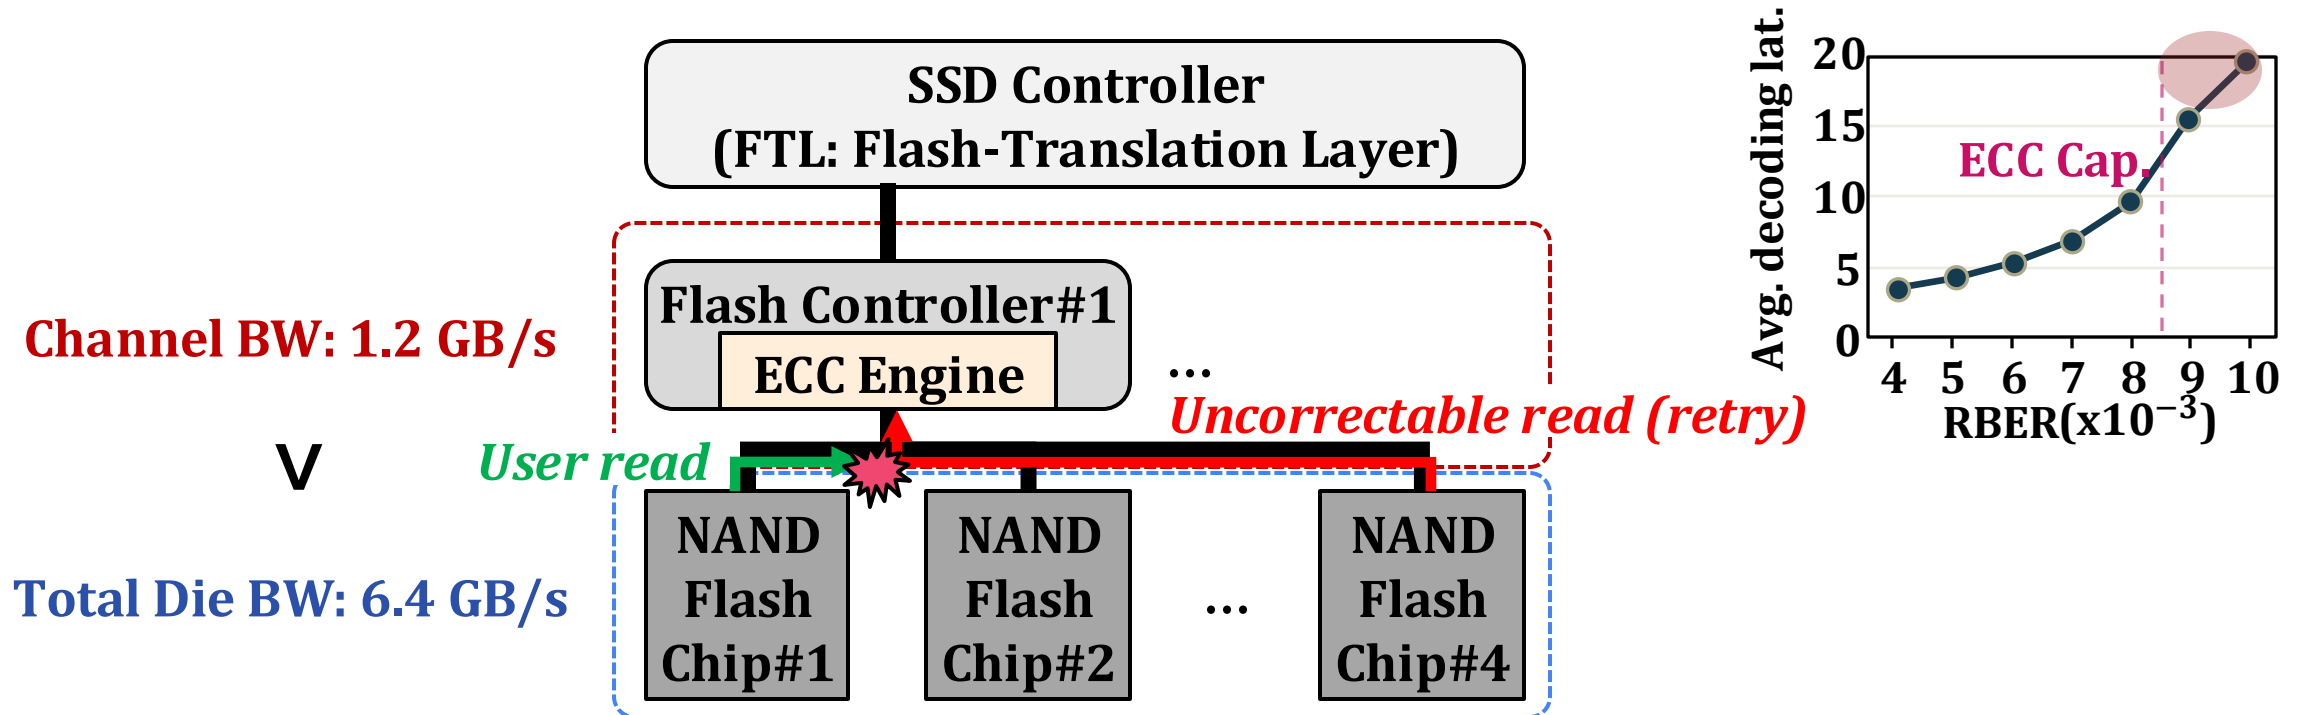 SSD Controller
(FTL: Flash-Translation Layer)
Flash Controller#1
ECC Engine
...
Channel BW: 1.2 GB/s
V
Total Die BW: 6.4 GB/s
User read
Uncorrectable read (retry)
NAND
Flash
Chip#1
NAND
Flash
Chip#2
...
NAND
Flash
Chip#4
Avg. decoding lat.
20
15
10
5
0
ECC Cap.
4 5 6 7 8 9 10
RBER(x10⁻³)